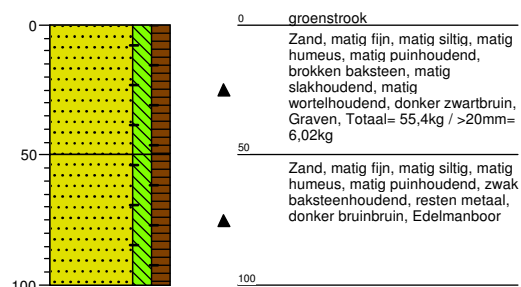 0
0
groenstrook
Zand, matig fijn, matig siltig, matig
humeus, matig puinhoudend,
brokken baksteen, matig
slakhoudend, matig
wortelhoudend, donker zwartbruin,
Graven, Totaal= 55,4kg / >20mm=
6,02kg
50
50
Zand, matig fijn, matig siltig, matig
humeus, matig puinhoudend, zwak
baksteenhoudend, resten metaal,
donker bruinbruin, Edelmanboor
100
100